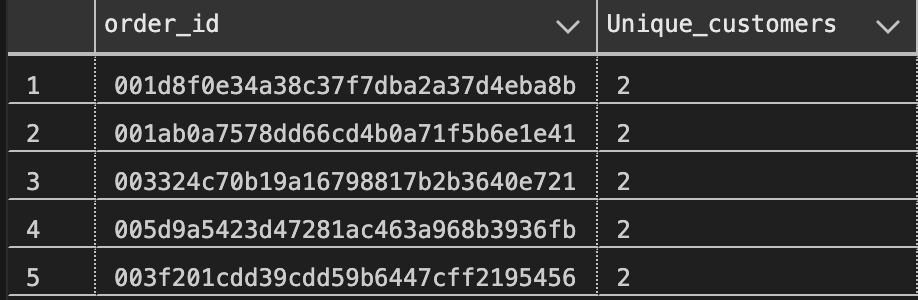 order_id Unique_customers
1 001d8f0e34a38c37f7dba2a37d4eba8b 2
2 001ab0a7578dd66cd4b0a71f5b6e1e41 2
3 003324c70b19a16798817b2b3640e721 2
4 005d9a5423d47281ac463a968b3936fb 2
5 003f201cdd39cdd59b6447cff2195456 2